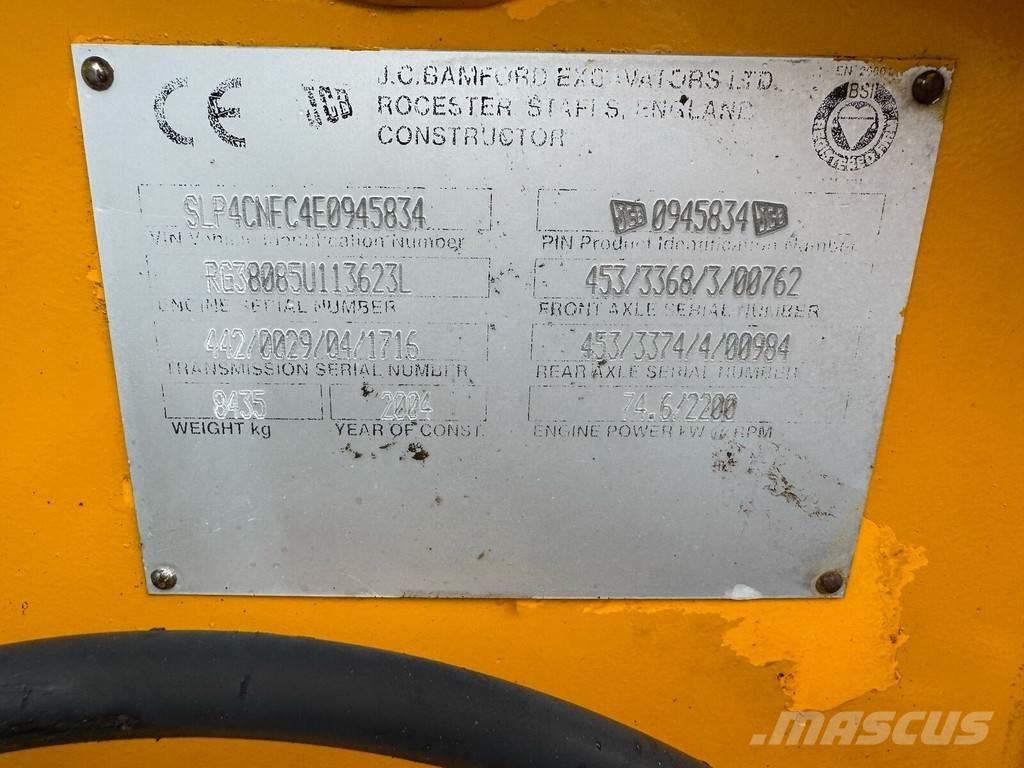 CE
JCB
J.C.BAMFORD EXCAVATORS LTD.
ROCESTER, STAFFS, ENGLAND
CONSTRUCTOR
BSI
SLP4CNFC4E0945834
VIN Vehicle Identification Number
JCB 0945834 JCB
PIN Product Identification Number
RG38085U113623L
ENGINE SERIAL NUMBER
453/3368/3/00762
FRONT AXLE SERIAL NUMBER
442/0029/04/1716
TRANSMISSION SERIAL NUMBER
453/3374/4/00984
REAR AXLE SERIAL NUMBER
8435
WEIGHT kg
2004
YEAR OF CONST.
74.6/2200
ENGINE POWER kW @ RPM
MASCUS